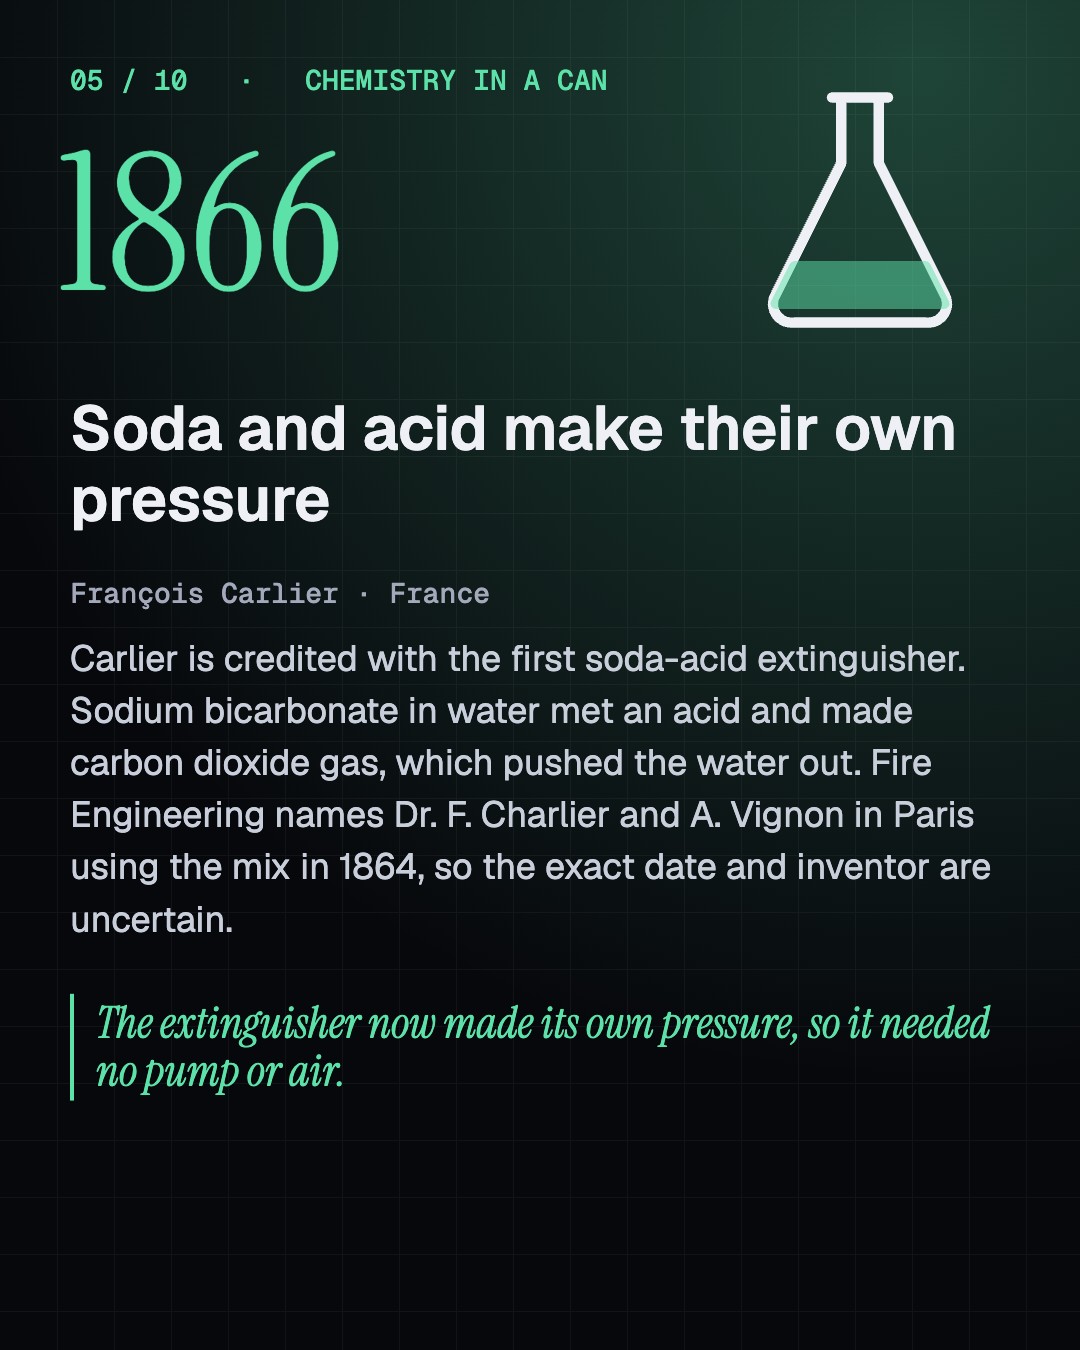 05 / 10 · CHEMISTRY IN A CAN
1866
Soda and acid make their own
pressure
François Carlier · France
Carlier is credited with the first soda-acid extinguisher.
Sodium bicarbonate in water met an acid and made
carbon dioxide gas, which pushed the water out. Fire
Engineering names Dr. F. Charlier and A. Vignon in Paris
using the mix in 1864, so the exact date and inventor are
uncertain.
The extinguisher now made its own pressure, so it needed
no pump or air.